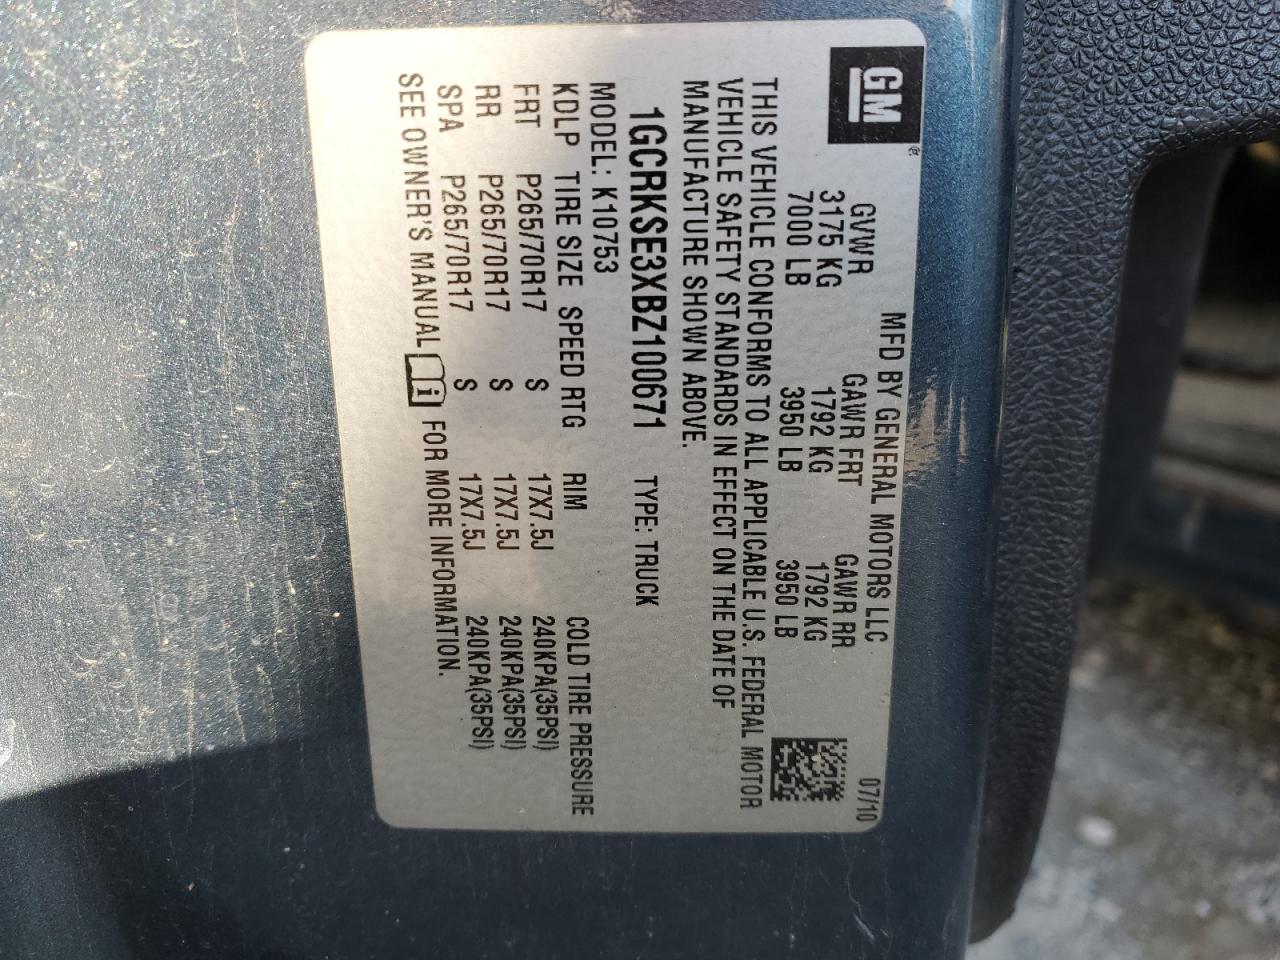 GM
MFD BY GENERAL MOTORS LLC 07/10
GVWR GAWR FRT GAWR RR
3175 KG 1792 KG 1792 KG
7000 LB 3950 LB 3950 LB
THIS VEHICLE CONFORMS TO ALL APPLICABLE U.S. FEDERAL MOTOR
VEHICLE SAFETY STANDARDS IN EFFECT ON THE DATE OF
MANUFACTURE SHOWN ABOVE.
1GCRKSE3XBZ100671 TYPE: TRUCK
MODEL: K10753
KDLP TIRE SIZE SPEED RTG RIM COLD TIRE PRESSURE
FRT P265/70R17 S 17X7.5J 240KPA(35PSI)
RR P265/70R17 S 17X7.5J 240KPA(35PSI)
SPA P265/70R17 S 17X7.5J 240KPA(35PSI)
SEE OWNER'S MANUAL i FOR MORE INFORMATION.